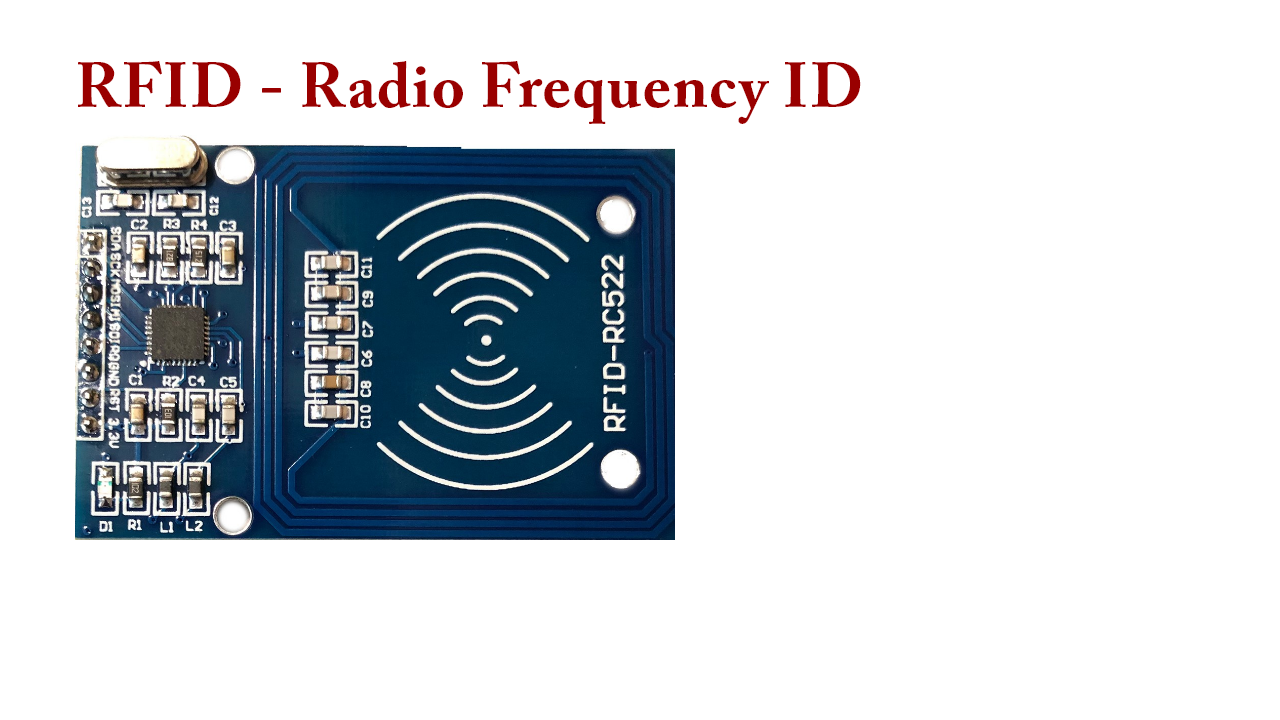 RFID - Radio Frequency ID
C13
C12
C2 R3 R4 C3
SDA SCK MOSI MISO IRQ GND RST 3.3V
C11
C9
C7
C6
C8
C10
RFID-RC522
C1 R2 C4 C5
D1 R1 L1 L2